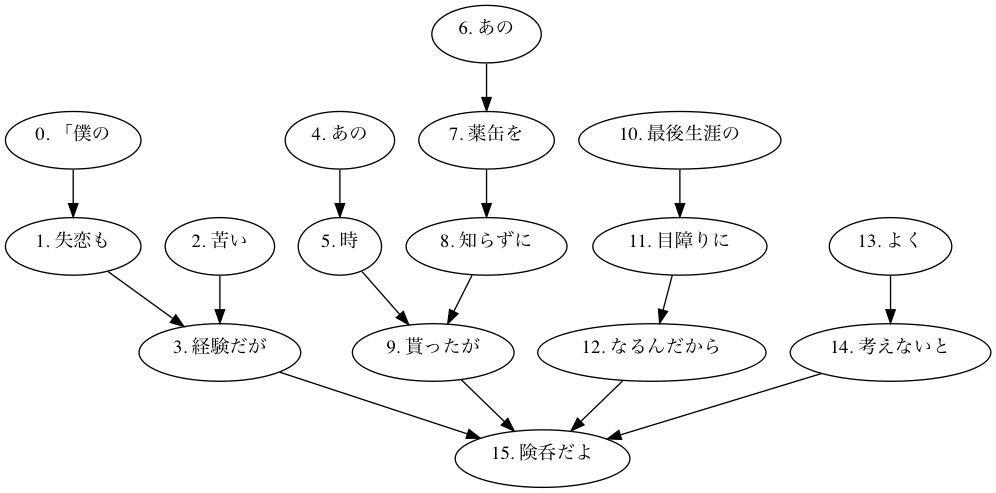 6. あの
0. 「僕の
4. あの
7. 薬缶を
10. 最後生涯の
1. 失恋も
2. 苦い
5. 時
8. 知らずに
11. 目障りに
13. よく
3. 経験だが
9. 貰ったが
12. なるんだから
14. 考えないと
15. 険呑だよ